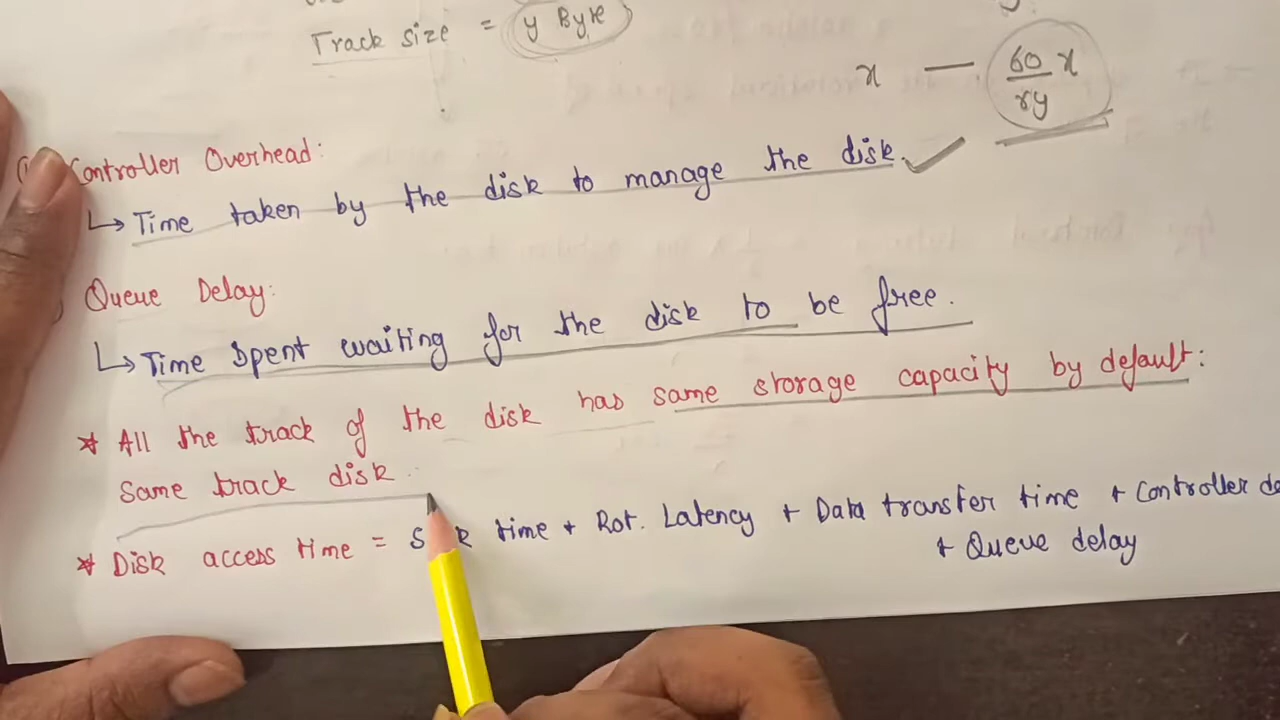 Track size = y Byte
x — 60/ry x
Controller Overhead:
↳ Time taken by the disk to manage the disk. ✓
Queue Delay:
↳ Time Spent waiting for the disk to be free.
* All the track of the disk has same storage capacity by default:
Same track disk
* Disk access time = time + Rot. Latency + Data transfer time + Controller
+ Queue delay